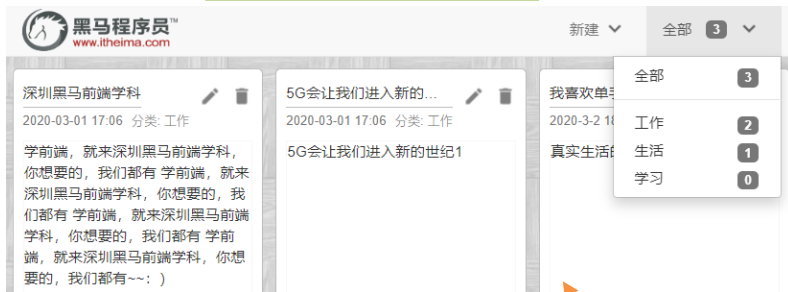 黑马程序员™
www.itheima.com
新建
全部 3
全部 3
工作 2
生活 1
学习 0
深圳黑马前端学科
2020-03-01 17:06 分类: 工作
学前端，就来深圳黑马前端学科，
你想要的，我们都有 学前端，就来
深圳黑马前端学科，你想要的，我
们都有 学前端，就来深圳黑马前端
学科，你想要的，我们都有 学前
端，就来深圳黑马前端学科，你想
要的，我们都有~~：)
5G会让我们进入新的...
2020-03-01 17:06 分类: 工作
5G会让我们进入新的世纪1
我喜欢单
2020-3-2 18
真实生活的